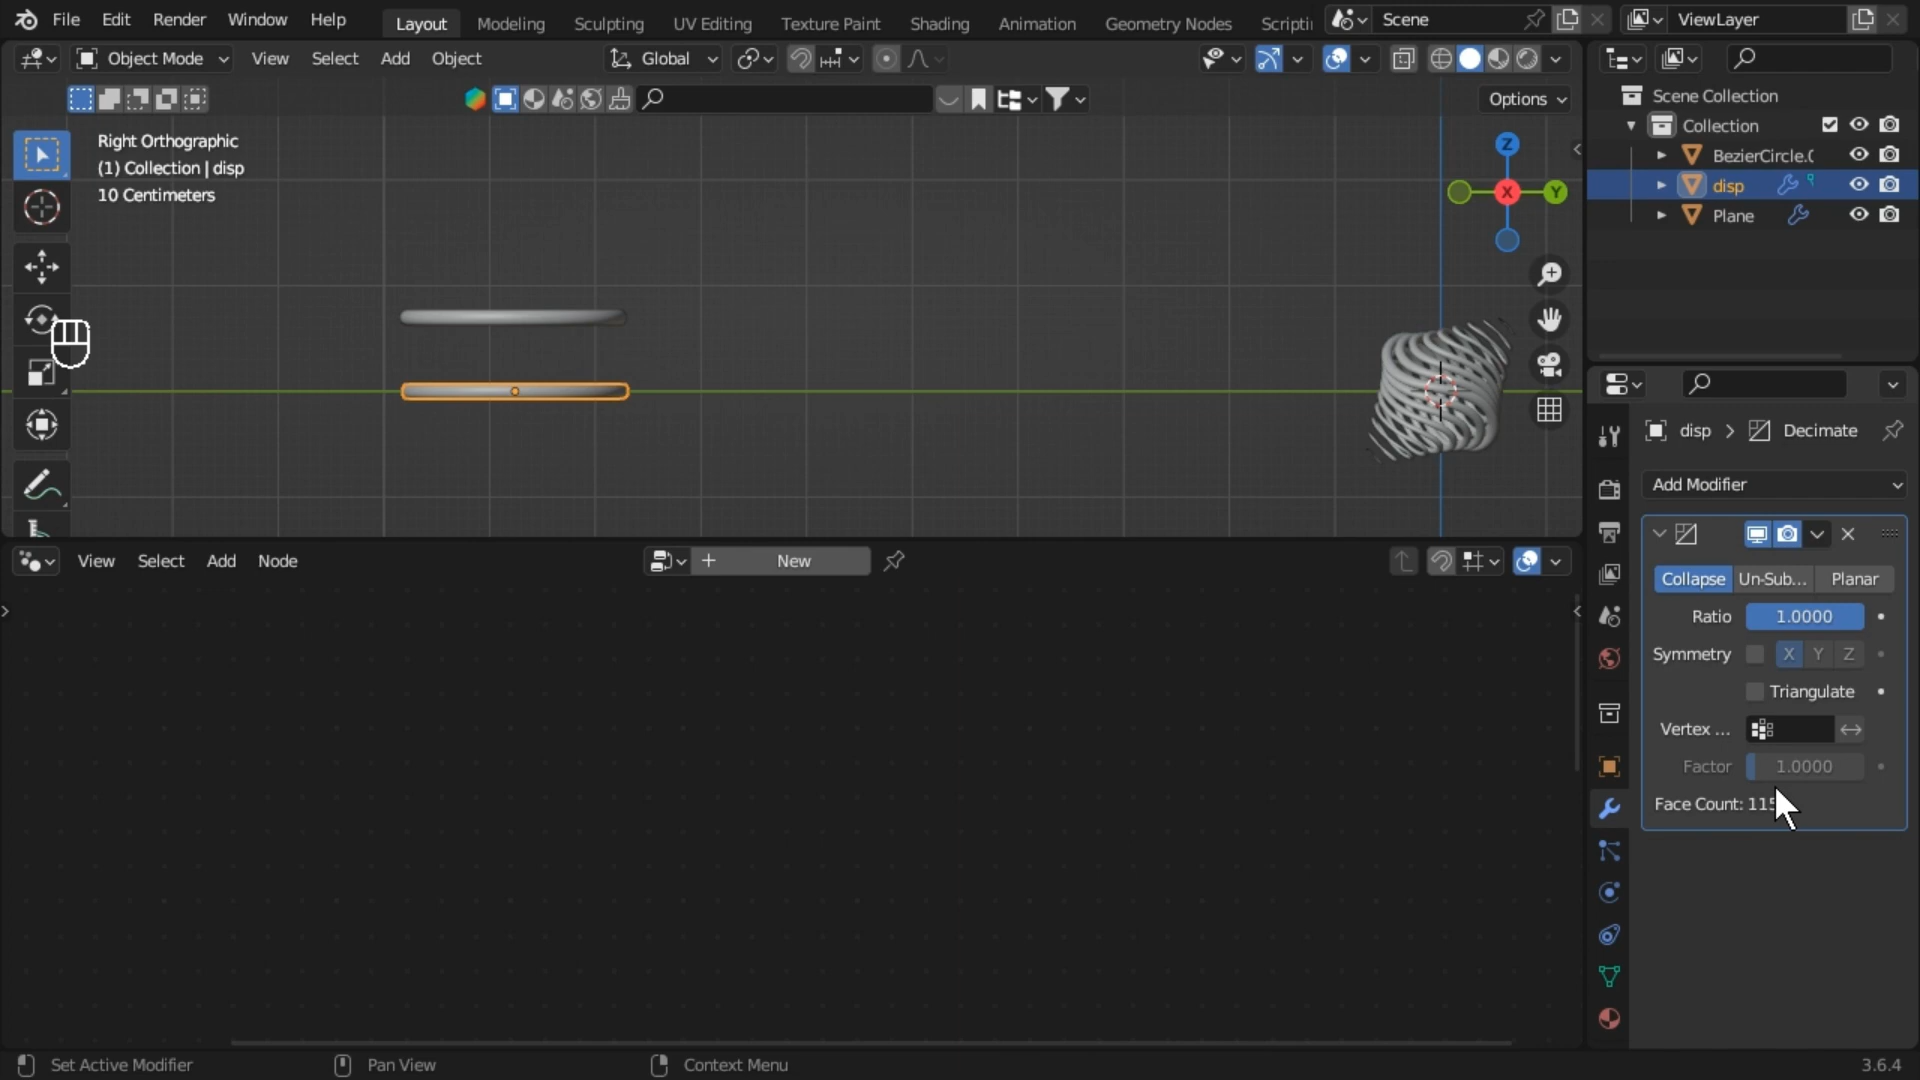 File Edit Render Window Help Layout Modeling Sculpting UV Editing Texture Paint Shading Animation Geometry Nodes Scripti Scene ViewLayer
Object Mode View Select Add Object Global
Options
Right Orthographic
(1) Collection | disp
10 Centimeters
Z
X
Y
Scene Collection
Collection
BezierCircle.0
disp
Plane
disp > Decimate
Add Modifier
Collapse Un-Sub... Planar
Ratio 1.0000
Symmetry X Y Z
Triangulate
Vertex ...
Factor 1.0000
Face Count: 115
View Select Add Node New
Set Active Modifier Pan View Context Menu 3.6.4